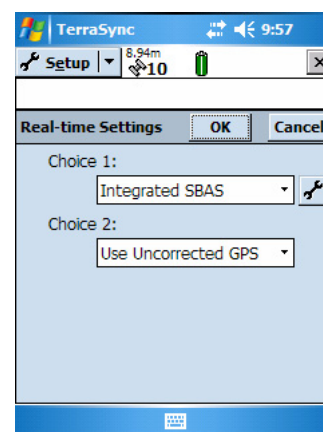 TerraSync 9:57
Setup 8.94m
10
Real-time Settings OK Cancel
Choice 1:
Integrated SBAS
Choice 2:
Use Uncorrected GPS